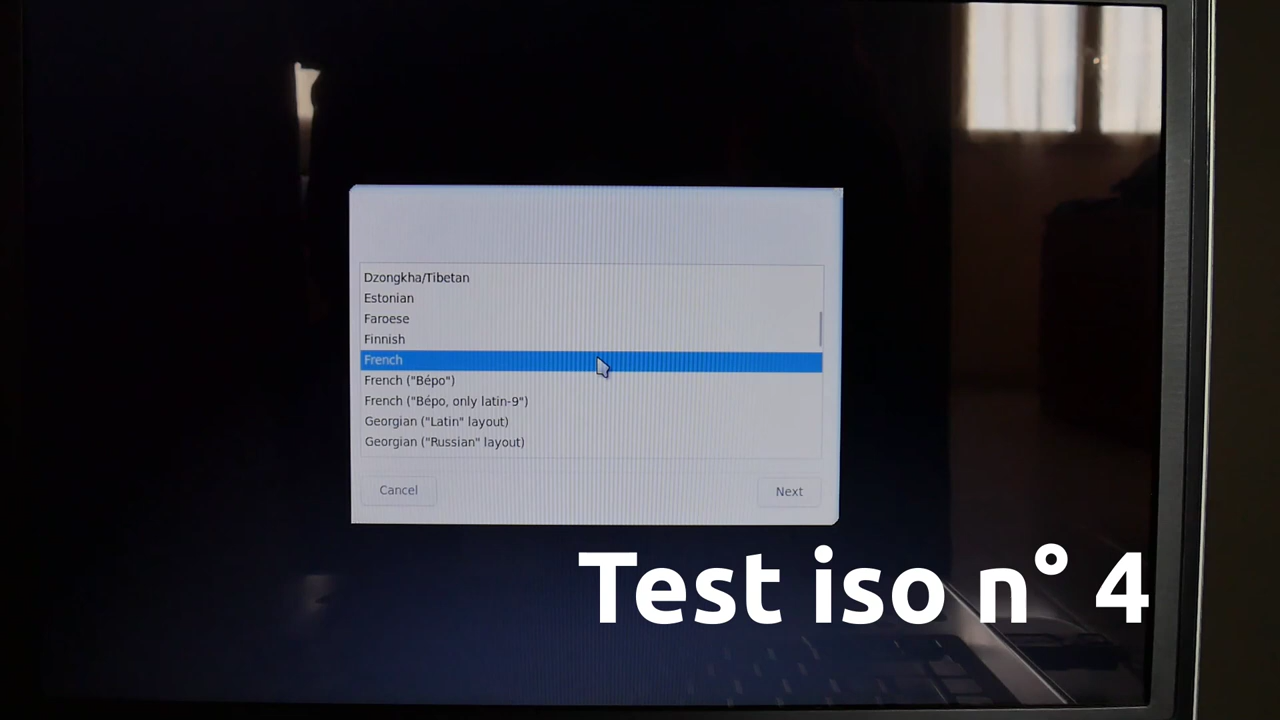 Dzongkha/Tibetan
Estonian
Faroese
Finnish
French
French ("Bépo")
French ("Bépo, only latin-9")
Georgian ("Latin" layout)
Georgian ("Russian" layout)
Cancel
Next
Test iso n° 4